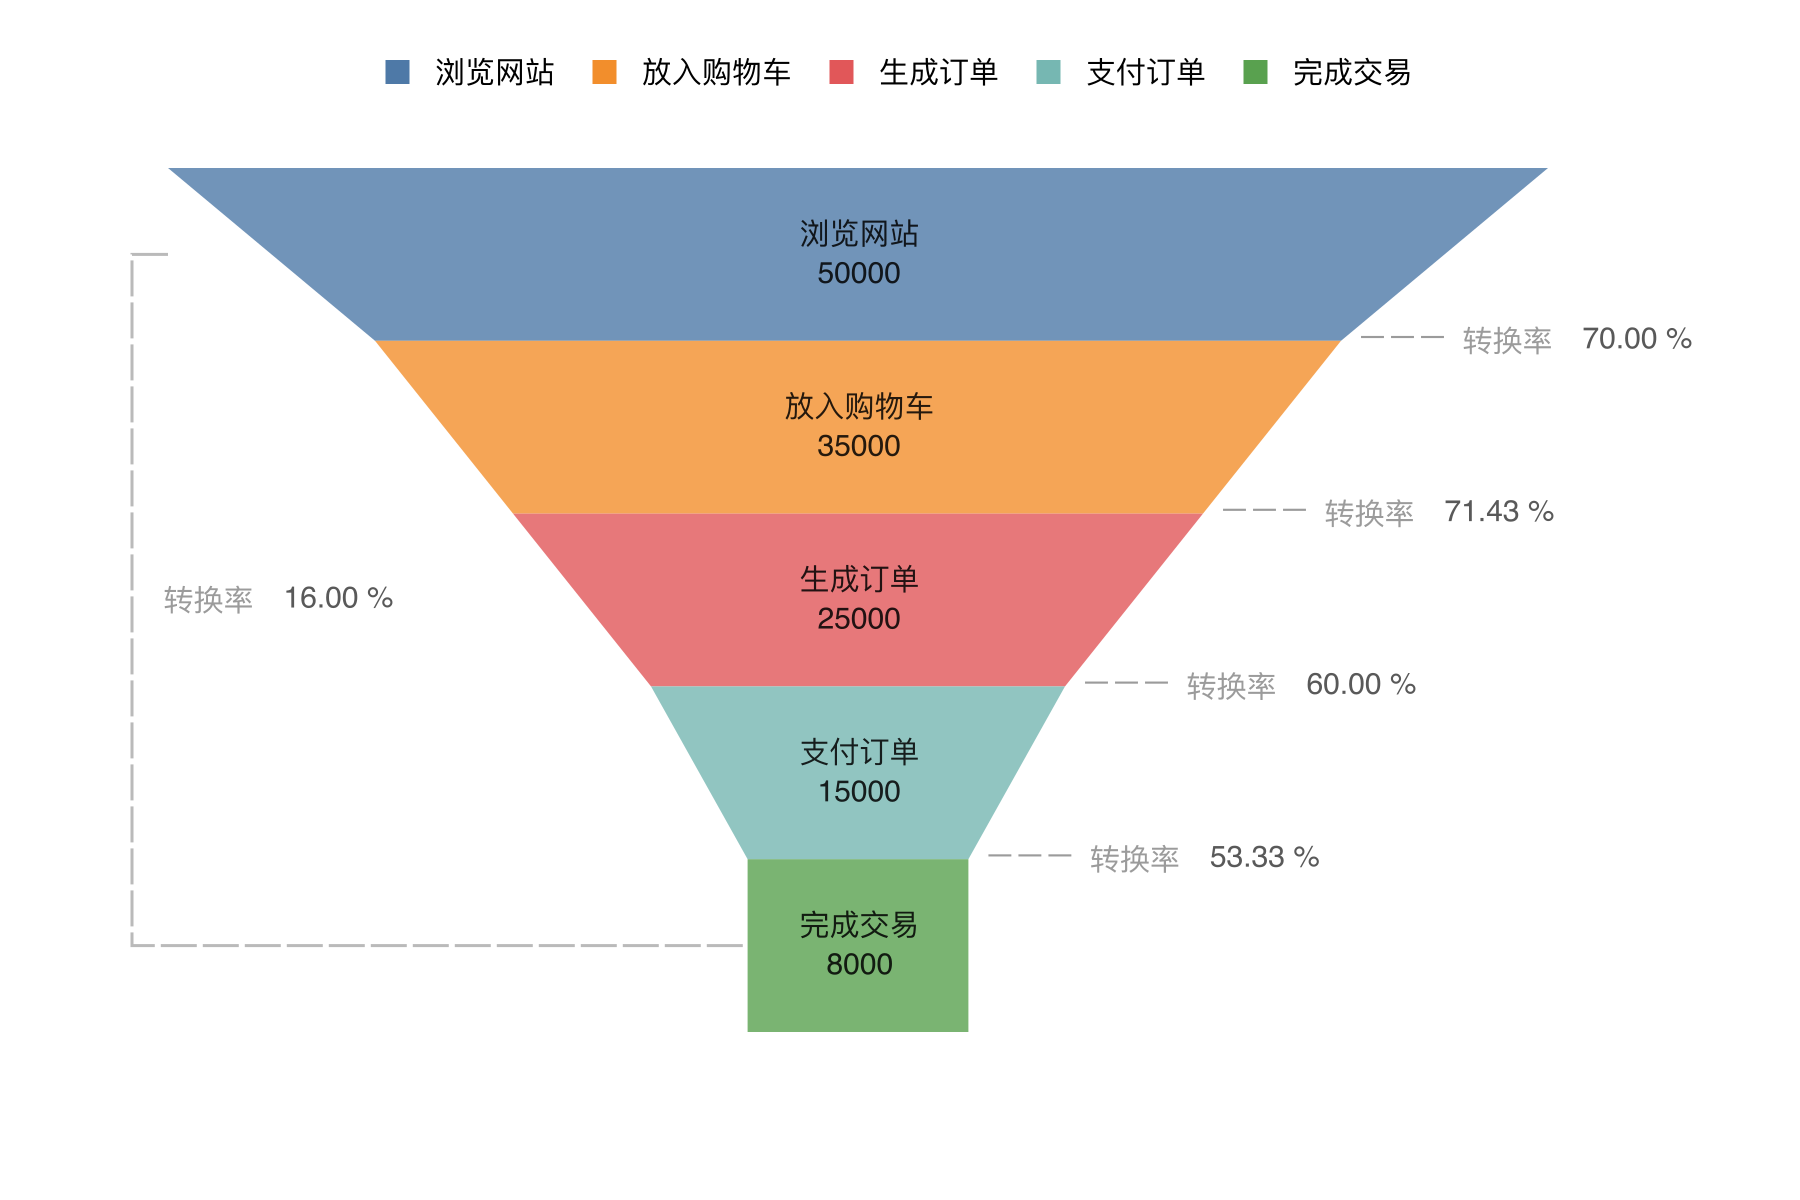 浏览网站 放入购物车 生成订单 支付订单 完成交易
浏览网站
50000
转换率 70.00 %
放入购物车
35000
转换率 71.43 %
生成订单
25000
转换率 16.00 %
转换率 60.00 %
支付订单
15000
转换率 53.33 %
完成交易
8000